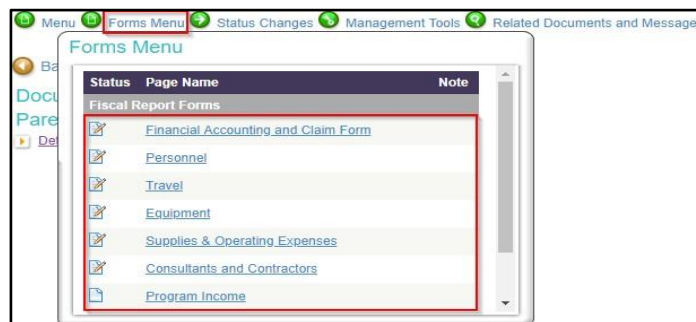 Menu Forms Menu Status Changes Management Tools Related Documents and Message
Forms Menu
Ba
Status Page Name Note
Docu
Fiscal Report Forms
Pare
Financial Accounting and Claim Form
Det
Personnel
Travel
Equipment
Supplies & Operating Expenses
Consultants and Contractors
Program Income